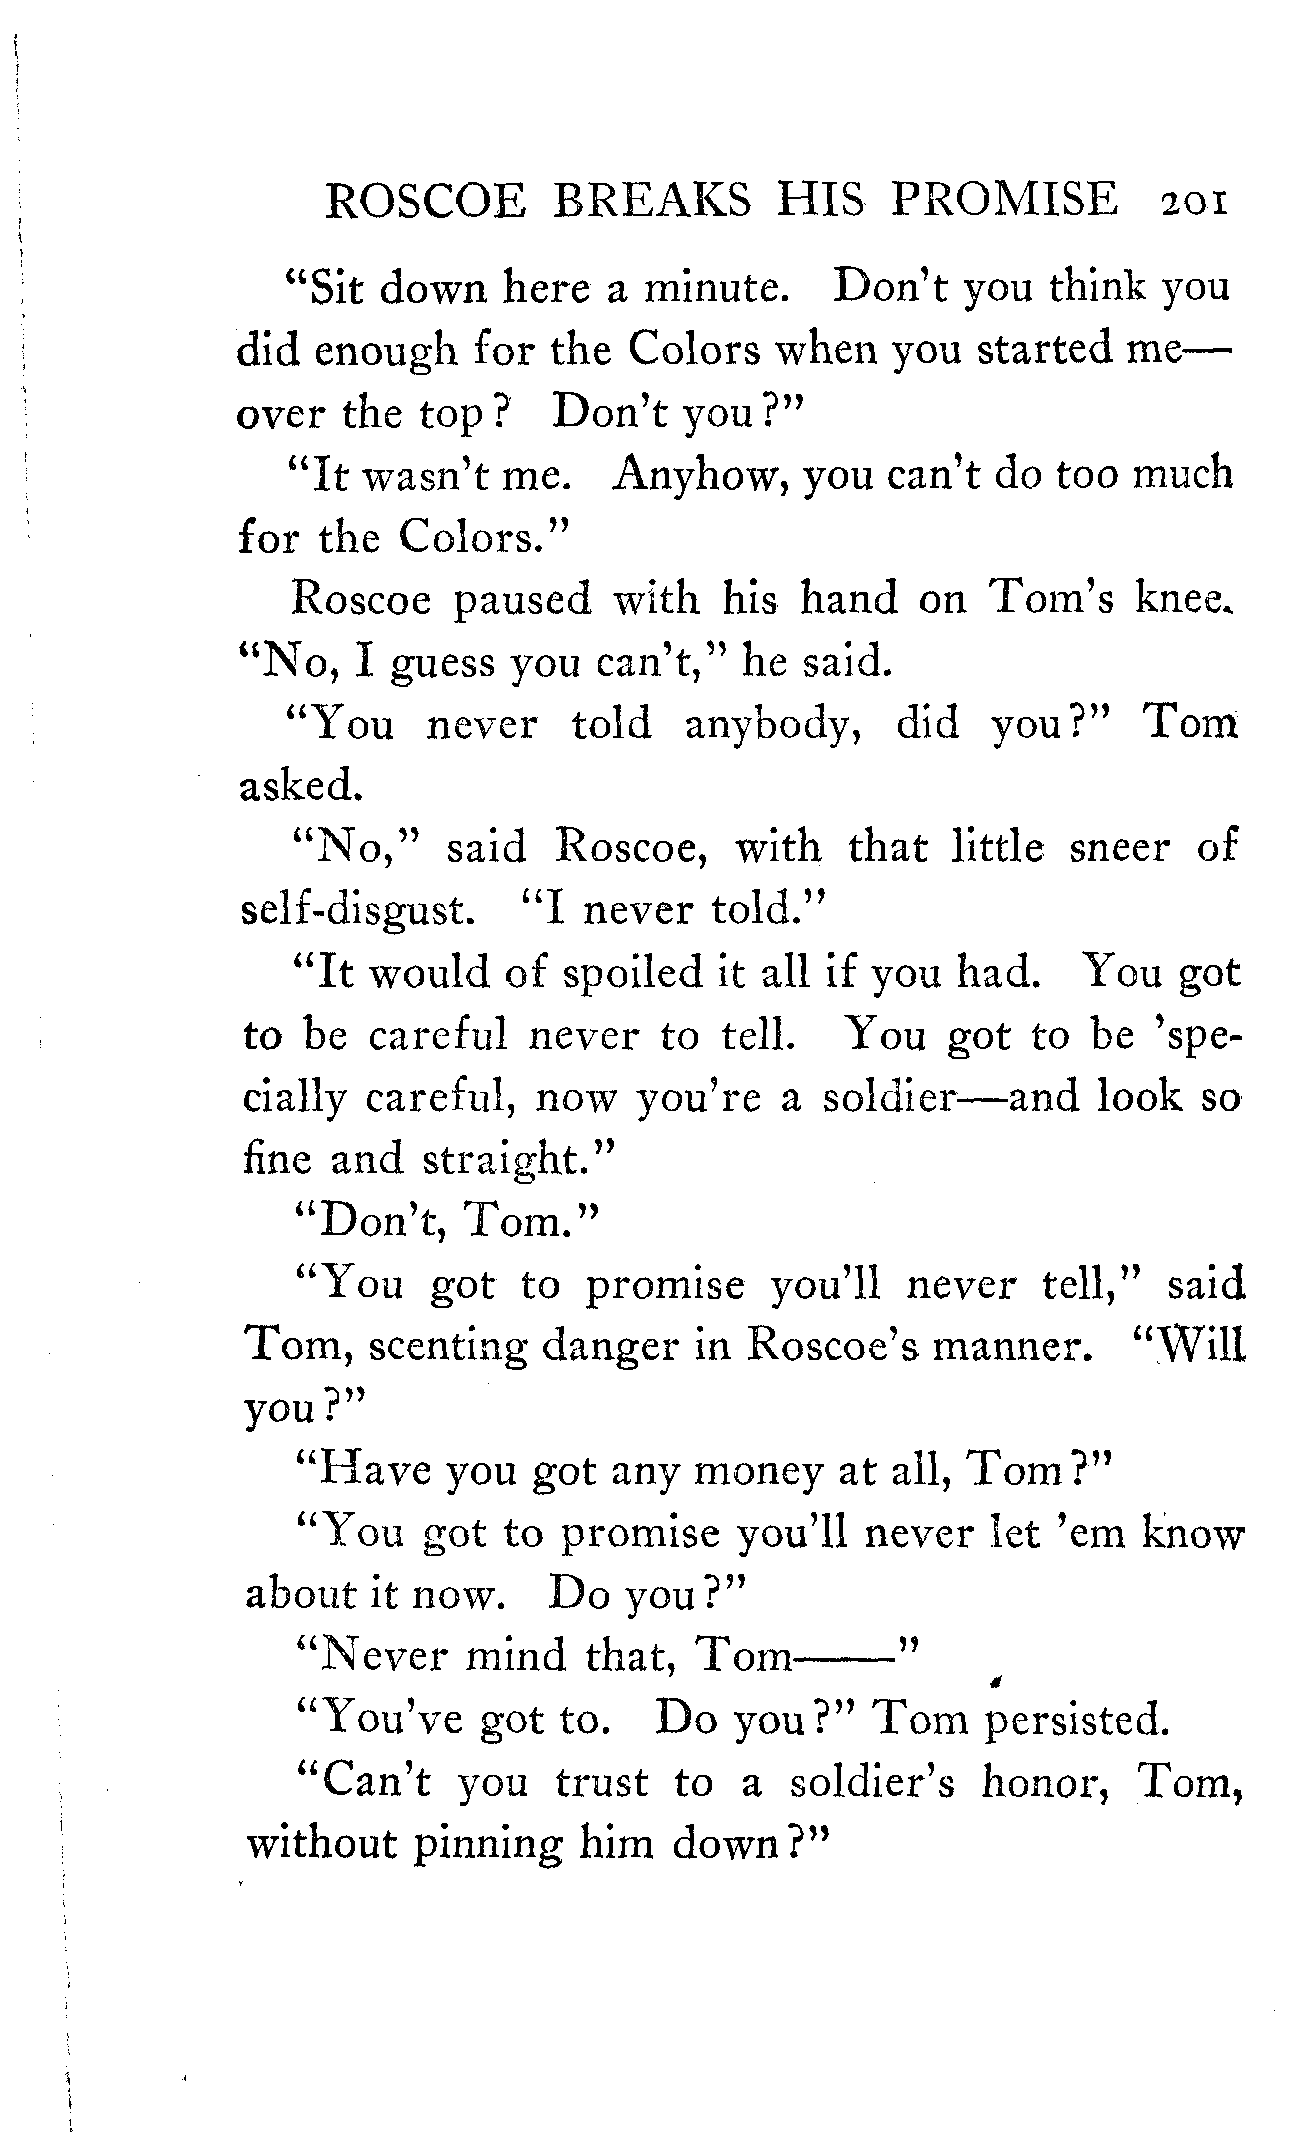 ROSCOE BREAKS HIS PROMISE 201
“Sit down here a minute. Don’t you think you
did enough for the Colors when you started me—
over the top? Don’t you?”
“It wasn’t me. Anyhow, you can’t do too much
for the Colors.”
Roscoe paused with his hand on Tom’s knee.
“No, I guess you can’t,” he said.
“You never told anybody, did you?” Tom
asked.
“No,” said Roscoe, with that little sneer of
self-disgust. “I never told.”
“It would of spoiled it all if you had. You got
to be careful never to tell. You got to be ’spe-
cially careful, now you’re a soldier—and look so
fine and straight.”
“Don’t, Tom.”
“You got to promise you’ll never tell,” said
Tom, scenting danger in Roscoe’s manner. “Will
you?”
“Have you got any money at all, Tom?”
“You got to promise you’ll never let ’em know
about it now. Do you?”
“Never mind that, Tom——”
“You’ve got to. Do you?” Tom persisted.
“Can’t you trust to a soldier’s honor, Tom,
without pinning him down?”